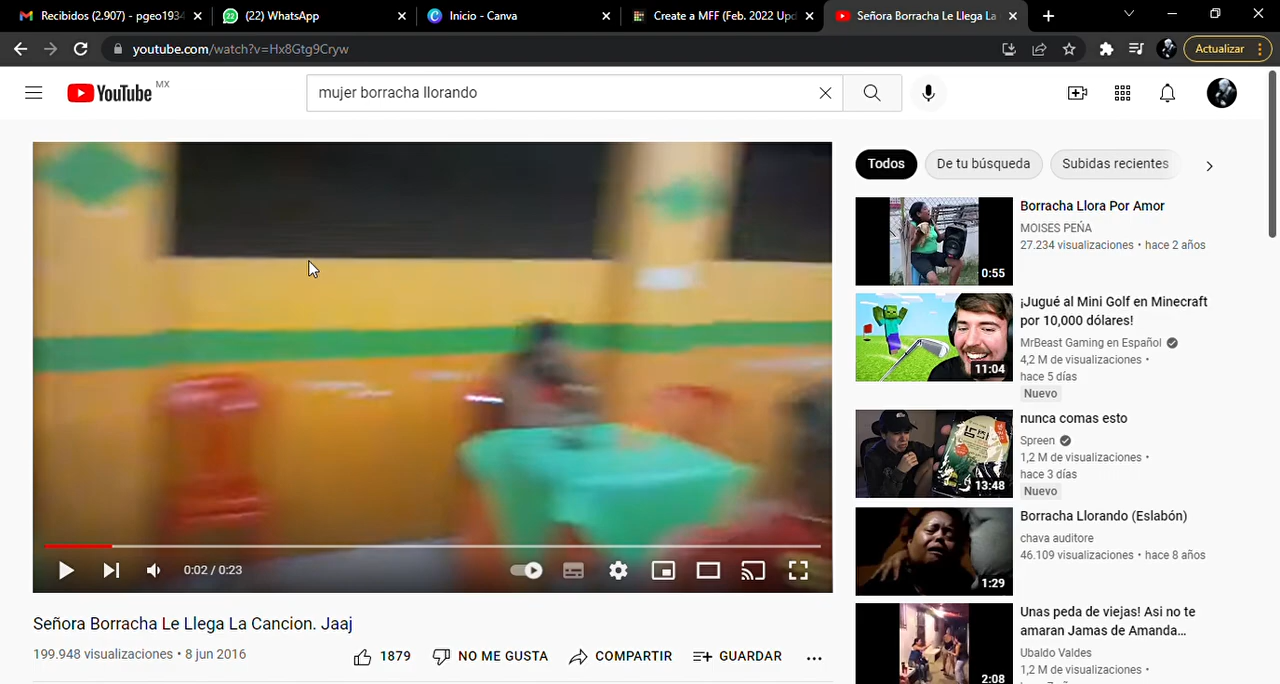 Recibidos (2.907) - pgeo1934
(22) WhatsApp
Inicio - Canva
Create a MFF (Feb. 2022 Upd
Señora Borracha Le Llega La
youtube.com/watch?v=Hx8Gtg9Cryw
Actualizar
YouTube MX
mujer borracha llorando
Todos
De tu búsqueda
Subidas recientes
Borracha Llora Por Amor
MOISES PEÑA
27.234 visualizaciones • hace 2 años
0:55
¡Jugué al Mini Golf en Minecraft
por 10,000 dólares!
MrBeast Gaming en Español
4,2 M de visualizaciones •
hace 5 días
11:04
Nuevo
nunca comas esto
Spreen
1,2 M de visualizaciones •
hace 3 días
13:48
Nuevo
Borracha Llorando (Eslabón)
chava auditore
46.109 visualizaciones • hace 8 años
1:29
Unas peda de viejas! Asi no te
amaran Jamas de Amanda...
Ubaldo Valdes
1,2 M de visualizaciones •
2:08
0:02 / 0:23
Señora Borracha Le Llega La Cancion. Jaaj
199.948 visualizaciones • 8 jun 2016
1879
NO ME GUSTA
COMPARTIR
GUARDAR